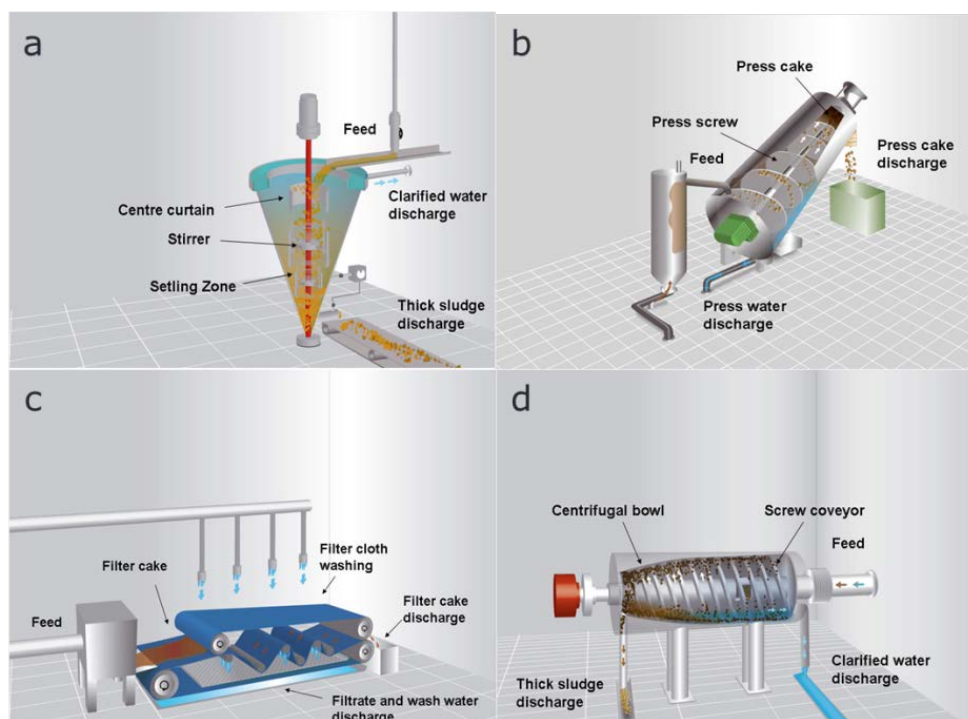 a
Feed
Clarified water
discharge
Centre curtain
Stirrer
Setling Zone
Thick sludge
discharge
b
Press cake
Press screw
Feed
Press cake
discharge
Press water
discharge
c
Filter cloth
washing
Filter cake
Filter cake
discharge
Feed
Filtrate and wash water
discharge
d
Centrifugal bowl
Screw coveyor
Feed
Clarified water
discharge
Thick sludge
discharge